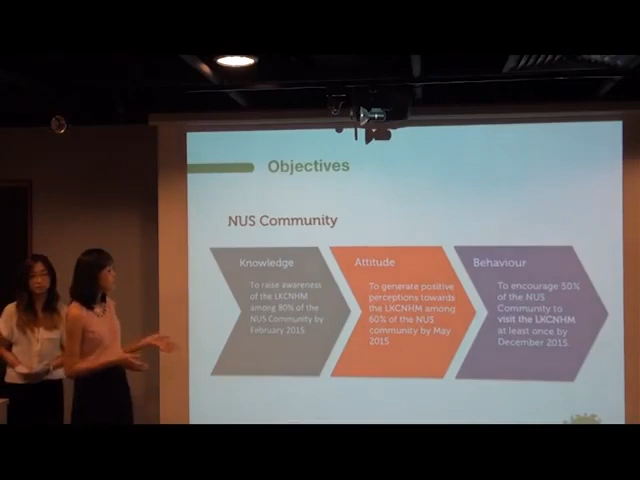 Objectives
NUS Community
Knowledge
To raise awareness
of the LKCNHM
among 80% of the
NUS Community by
February 2015.
Attitude
To generate positive
perceptions towards
the LKCNHM among
60% of the NUS
community by May
2015.
Behaviour
To encourage 50%
of the NUS
Community to
visit the LKCNHM
at least once by
December 2015.